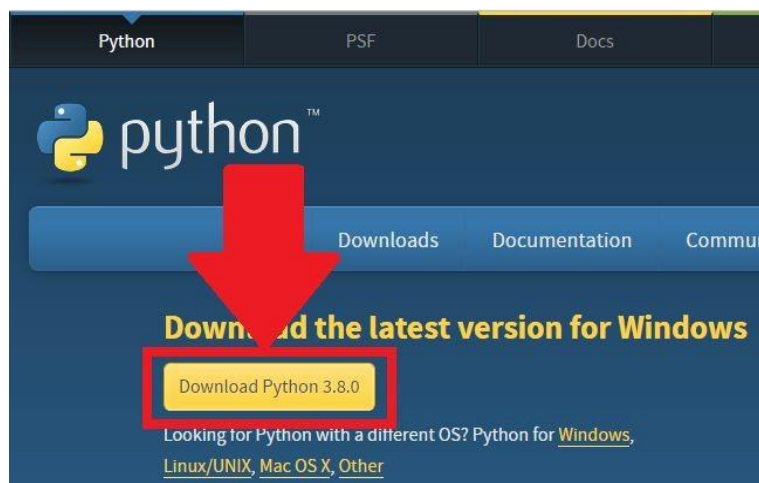 Python PSF Docs
python™
Downloads Documentation Commu
Download the latest version for Windows
Download Python 3.8.0
Looking for Python with a different OS? Python for Windows,
Linux/UNIX, Mac OS X, Other